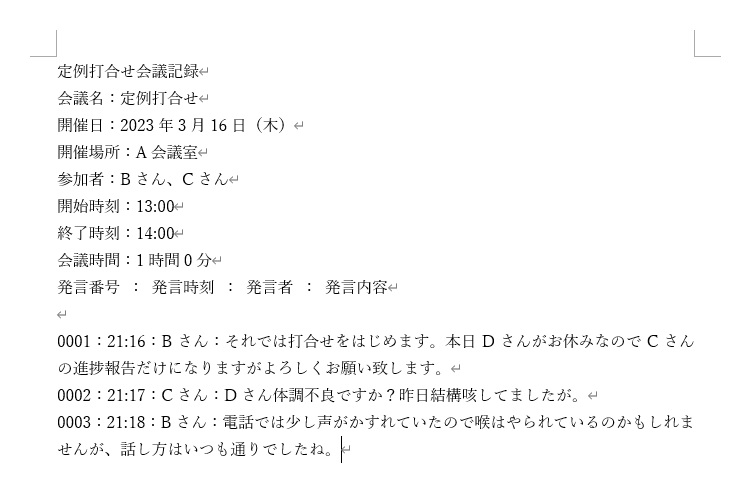 定例打合せ会議記録
会議名：定例打合せ
開催日：2023 年 3 月 16 日（木）
開催場所：A 会議室
参加者：B さん、C さん
開始時刻：13:00
終了時刻：14:00
会議時間：1 時間 0 分
発言番号 ： 発言時刻 ： 発言者 ： 発言内容
0001：21:16：B さん：それでは打合せをはじめます。本日 D さんがお休みなので C さん
の進捗報告だけになりますがよろしくお願い致します。
0002：21:17：C さん：D さん体調不良ですか？昨日結構咳してましたが。
0003：21:18：B さん：電話では少し声がかすれていたので喉はやられているのかもしれま
せんが、話し方はいつも通りでしたね。